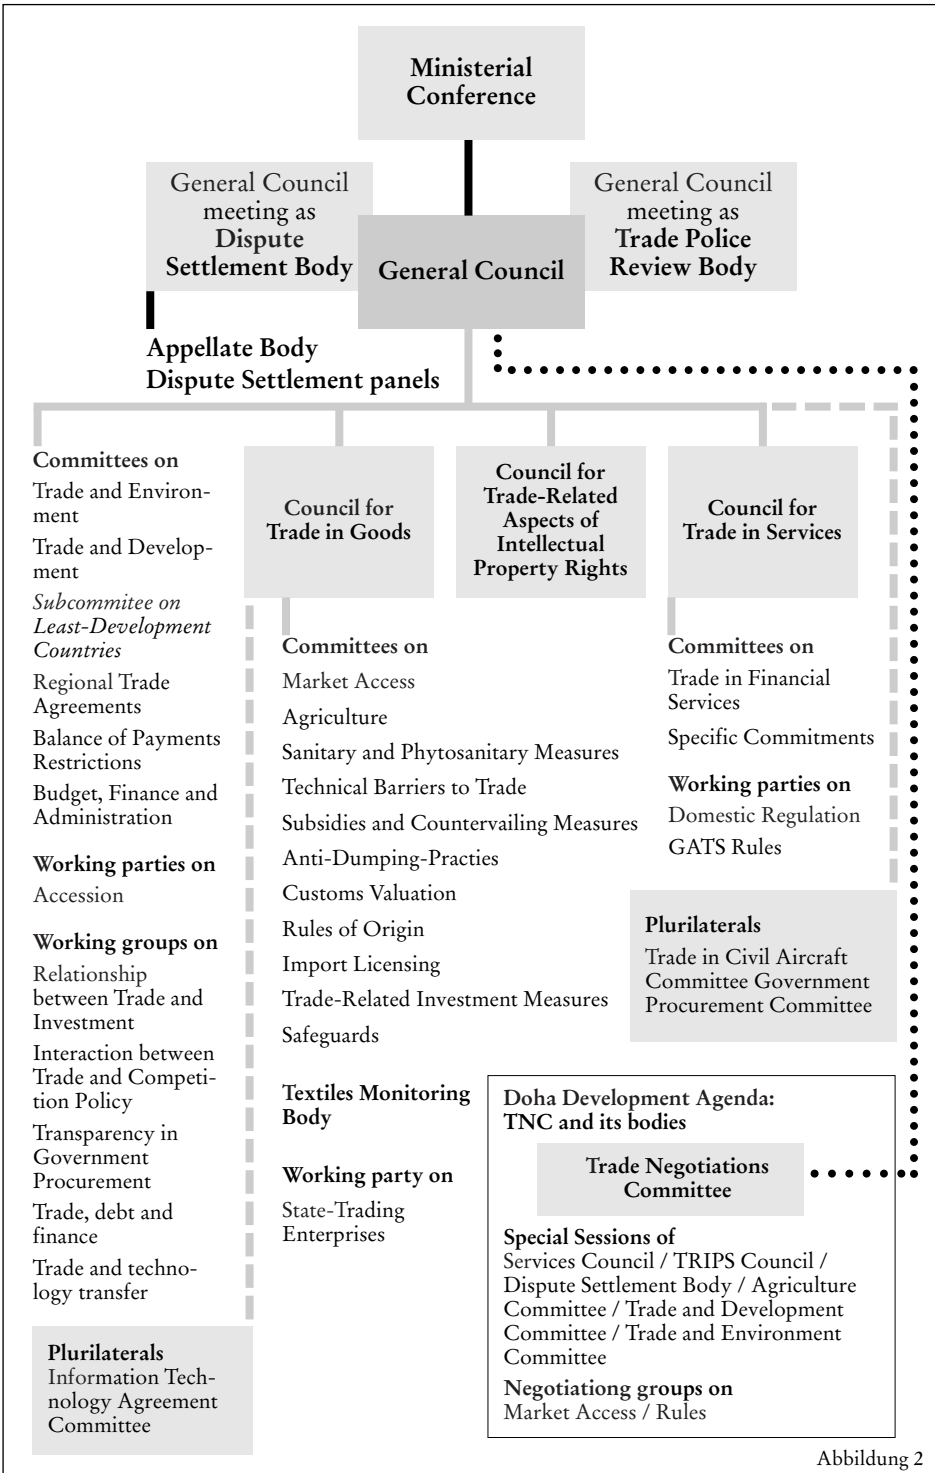 Ministerial
Conference
General Council
meeting as
Dispute
Settlement Body
General Council
General Council
meeting as
Trade Police
Review Body
Appellate Body
Dispute Settlement panels
Committees on
Trade and Environ-
ment
Trade and Develop-
ment
Subcommitee on
Least-Development
Countries
Regional Trade
Agreements
Balance of Payments
Restrictions
Budget, Finance and
Administration
Working parties on
Accession
Working groups on
Relationship
between Trade and
Investment
Interaction between
Trade and Competi-
tion Policy
Transparency in
Government
Procurement
Trade, debt and
finance
Trade and techno-
logy transfer
Plurilaterals
Information Tech-
nology Agreement
Committee
Council for
Trade in Goods
Committees on
Market Access
Agriculture
Sanitary and Phytosanitary Measures
Technical Barriers to Trade
Subsidies and Countervailing Measures
Anti-Dumping-Practies
Customs Valuation
Rules of Origin
Import Licensing
Trade-Related Investment Measures
Safeguards
Textiles Monitoring
Body
Working party on
State-Trading
Enterprises
Council for
Trade-Related
Aspects of
Intellectual
Property Rights
Council for
Trade in Services
Committees on
Trade in Financial
Services
Specific Commitments
Working parties on
Domestic Regulation
GATS Rules
Plurilaterals
Trade in Civil Aircraft
Committee Government
Procurement Committee
Doha Development Agenda:
TNC and its bodies
Trade Negotiations
Committee
Special Sessions of
Services Council / TRIPS Council /
Dispute Settlement Body / Agriculture
Committee / Trade and Development
Committee / Trade and Environment
Committee
Negotiationg groups on
Market Access / Rules
Abbildung 2